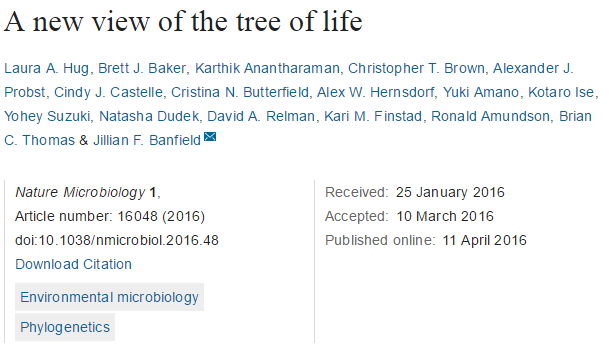 A new view of the tree of life
Laura A. Hug, Brett J. Baker, Karthik Anantharaman, Christopher T. Brown, Alexander J.
Probst, Cindy J. Castelle, Cristina N. Butterfield, Alex W. Hernsdorf, Yuki Amano, Kotaro Ise,
Yohey Suzuki, Natasha Dudek, David A. Relman, Kari M. Finstad, Ronald Amundson, Brian
C. Thomas & Jillian F. Banfield
Nature Microbiology 1,
Article number: 16048 (2016)
doi:10.1038/nmicrobiol.2016.48
Download Citation
Environmental microbiology
Phylogenetics
Received: 25 January 2016
Accepted: 10 March 2016
Published online: 11 April 2016